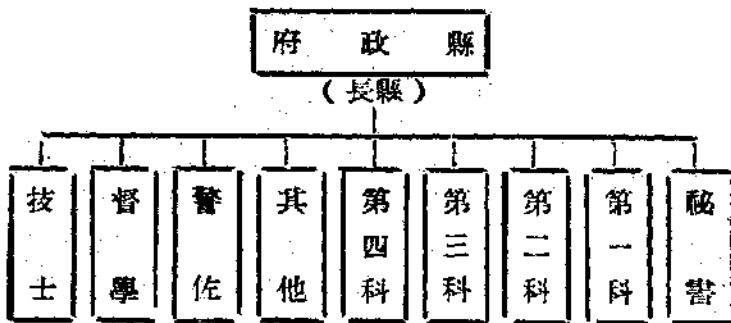 縣政府
(縣長)
秘書
第一科
第二科
第三科
第四科
其他
警佐
督學
技士